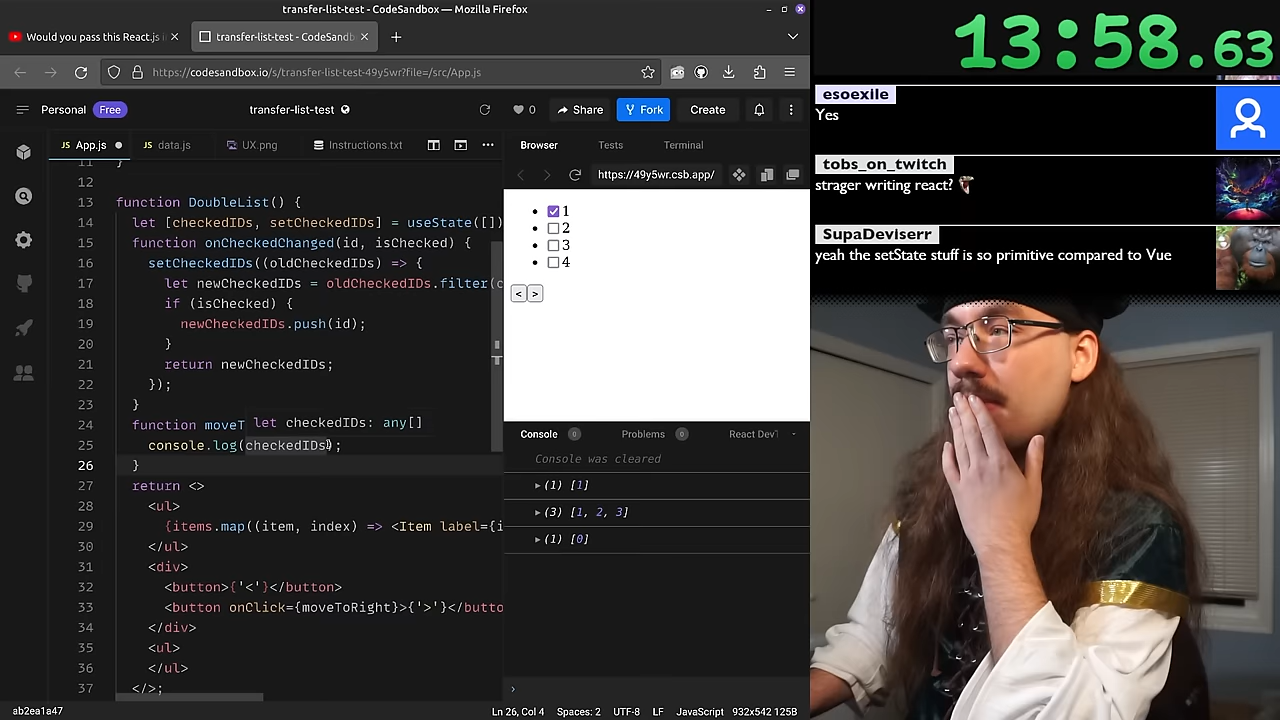 transfer-list-test - CodeSandbox — Mozilla Firefox
Would you pass this React.js
transfer-list-test - CodeSandb
https://codesandbox.io/s/transfer-list-test-49y5wr?file=/src/App.js
Personal Free
transfer-list-test
0
Share
Fork
Create
App.js
data.js
UX.png
Instructions.txt
Browser
Tests
Terminal
https://49y5wr.csb.app/
11 }
12
13 function DoubleList() {
14 let [checkedIDs, setCheckedIDs] = useState([])
15 function onCheckedChanged(id, isChecked) {
16 setCheckedIDs((oldCheckedIDs) => {
17 let newCheckedIDs = oldCheckedIDs.filter(c
18 if (isChecked) {
19 newCheckedIDs.push(id);
20 }
21 return newCheckedIDs;
22 });
23 }
24 function moveT
let checkedIDs: any[]
25 console.log(checkedIDs);
26 }
27 return <>
28 <ul>
29 {items.map((item, index) => <Item label={i
30 </ul>
31 <div>
32 <button>{'<'}</button>
33 <button onClick={moveToRight}>{'>'}</butto
34 </div>
35 <ul>
36 </ul>
37 </>;
1
2
3
4
< >
Console 0
Problems 0
React Dev
Console was cleared
(1) [1]
(3) [1, 2, 3]
(1) [0]
ab2ea1a47
Ln 26, Col 4
Spaces: 2
UTF-8
LF
JavaScript
932x542 125B
13:58.63
esoexile
Yes
tobs_on_twitch
strager writing react?
SupaDeviserr
yeah the setState stuff is so primitive compared to Vue